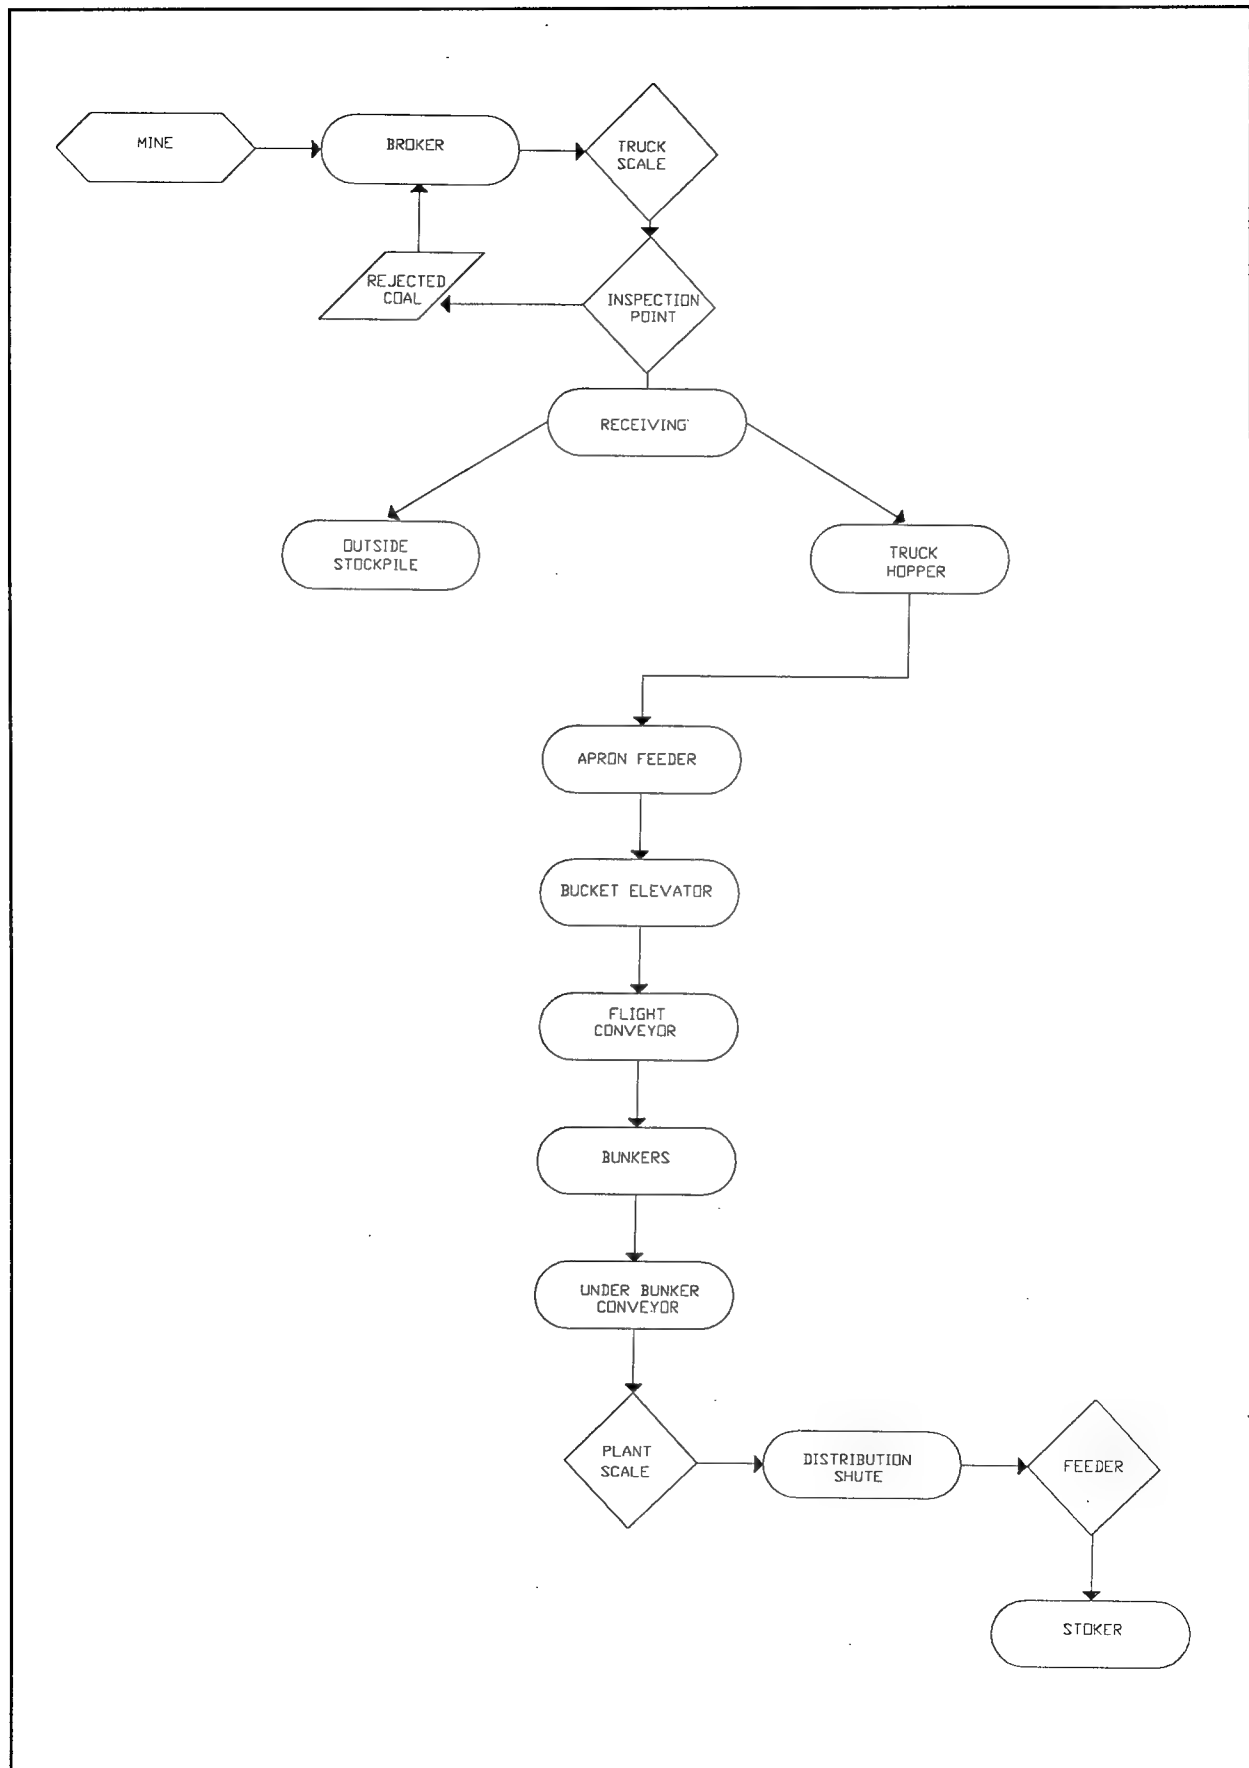 MINE
BROKER
TRUCK
SCALE
REJECTED
COAL
INSPECTION
POINT
RECEIVING
OUTSIDE
STOCKPILE
TRUCK
HOPPER
APRON FEEDER
BUCKET ELEVATOR
FLIGHT
CONVEYOR
BUNKERS
UNDER BUNKER
CONVEYOR
PLANT
SCALE
DISTRIBUTION
SHUTE
FEEDER
STOKER